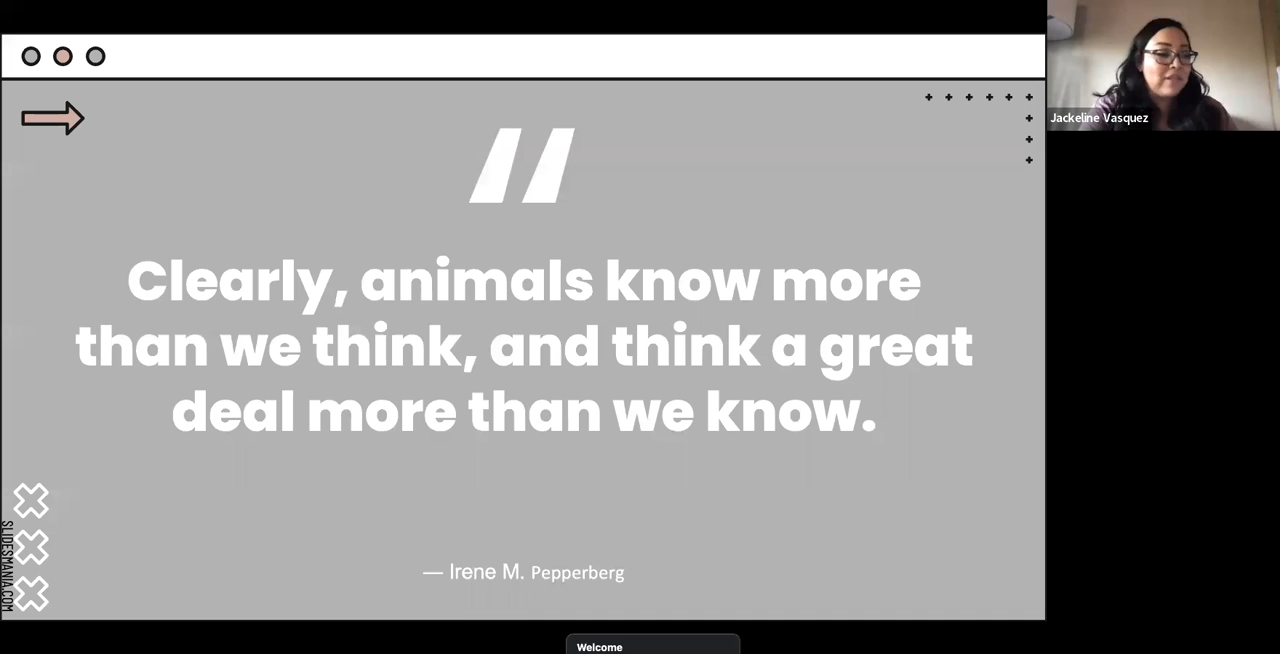 Clearly, animals know more
than we think, and think a great
deal more than we know.
— Irene M. Pepperberg
SLIDESMANIA.COM
Jackeline Vasquez
Welcome